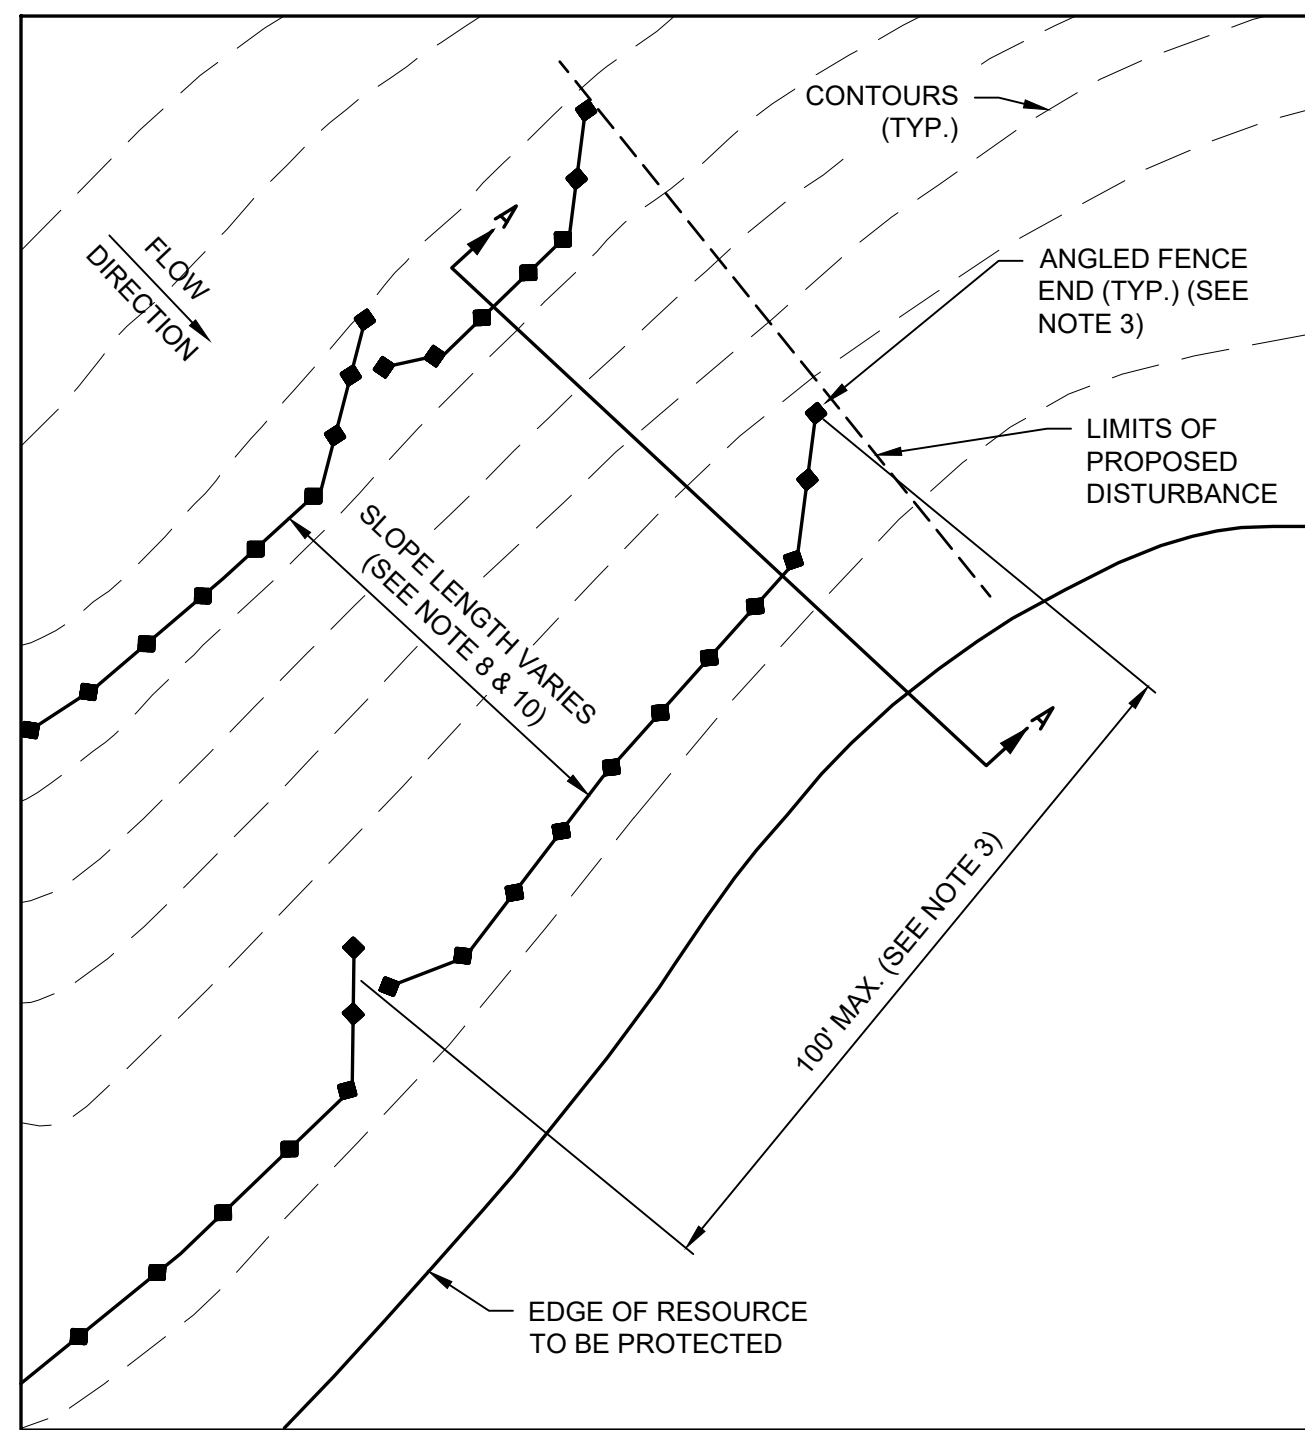 CONTOURS
(TYP.)
A
FLOW
DIRECTION
ANGLED FENCE
END (TYP.) (SEE
NOTE 3)
LIMITS OF
PROPOSED
DISTURBANCE
SLOPE LENGTH VARIES
(SEE NOTE 8 & 10)
A
100' MAX. (SEE NOTE 3)
EDGE OF RESOURCE
TO BE PROTECTED